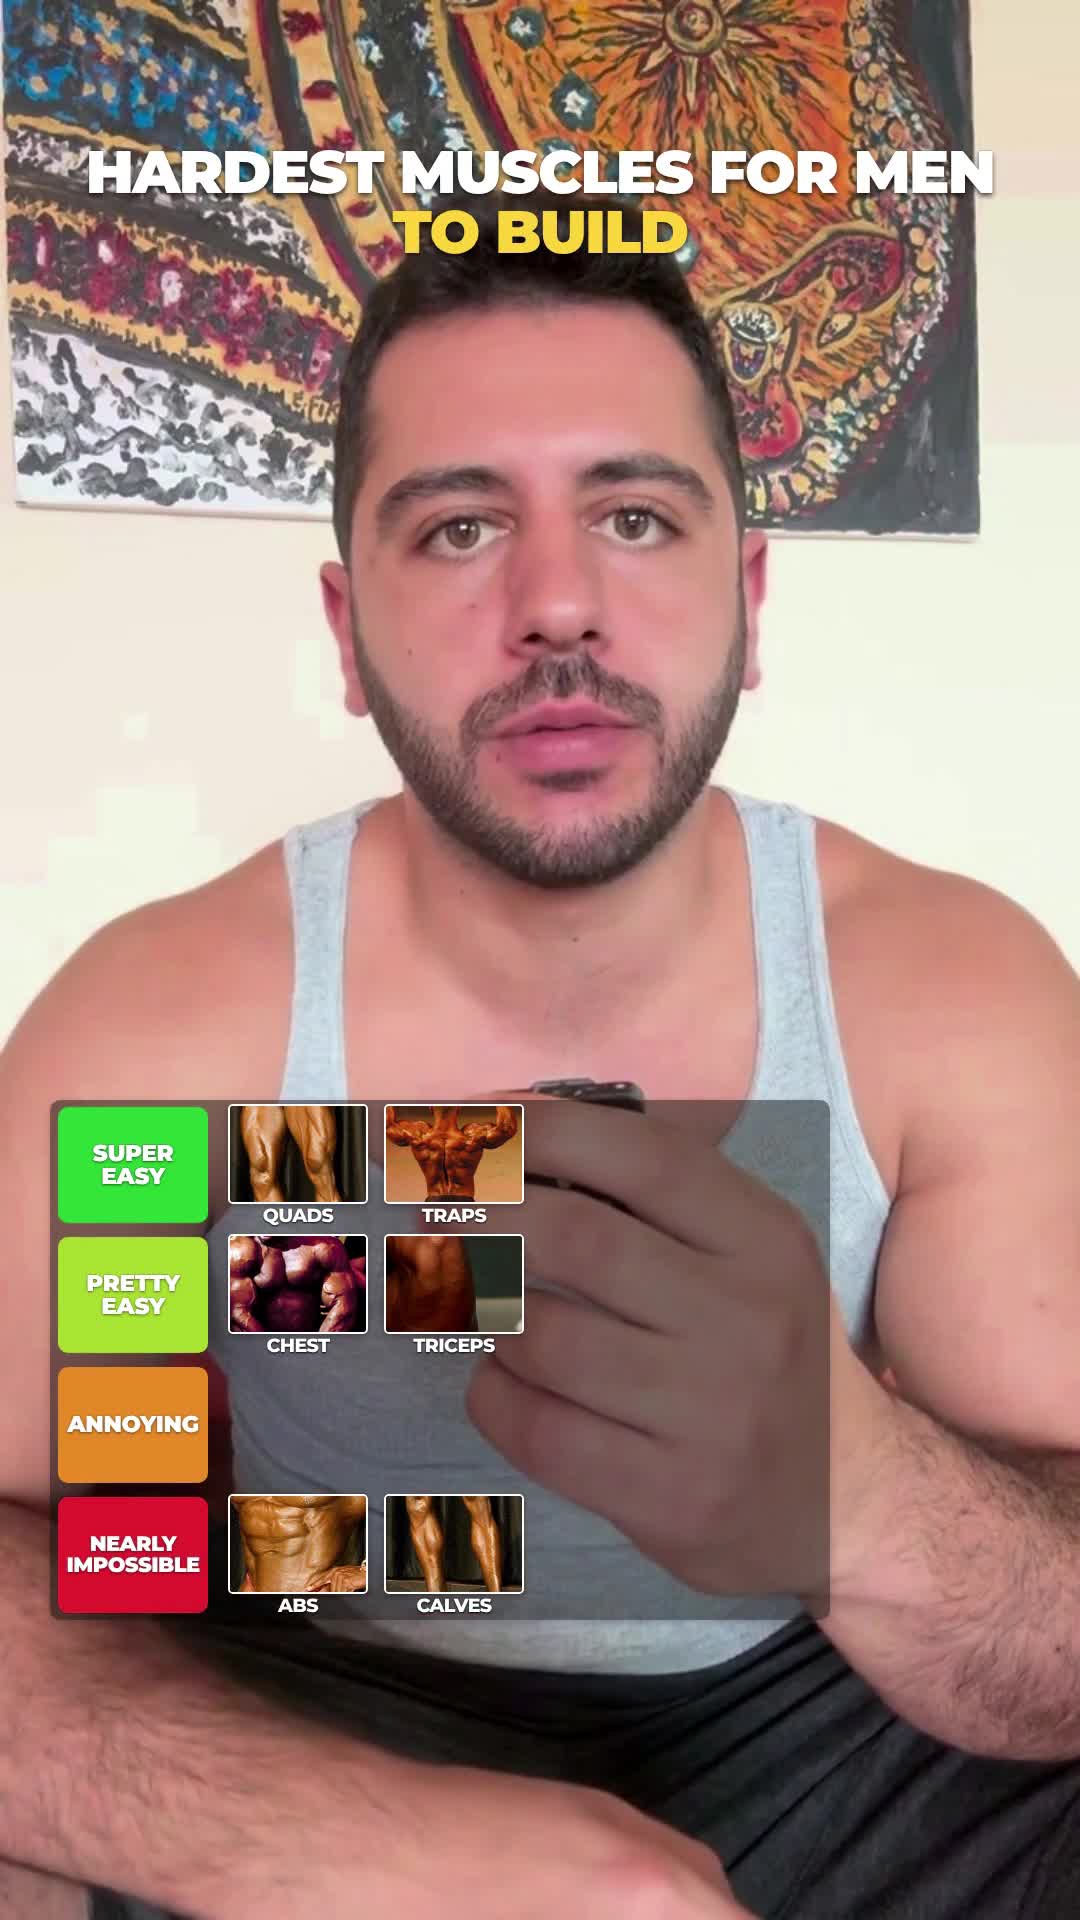 HARDEST MUSCLES FOR MEN
TO BUILD
SUPER
EASY
QUADS
TRAPS
PRETTY
EASY
CHEST
TRICEPS
ANNOYING
NEARLY
IMPOSSIBLE
ABS
CALVES